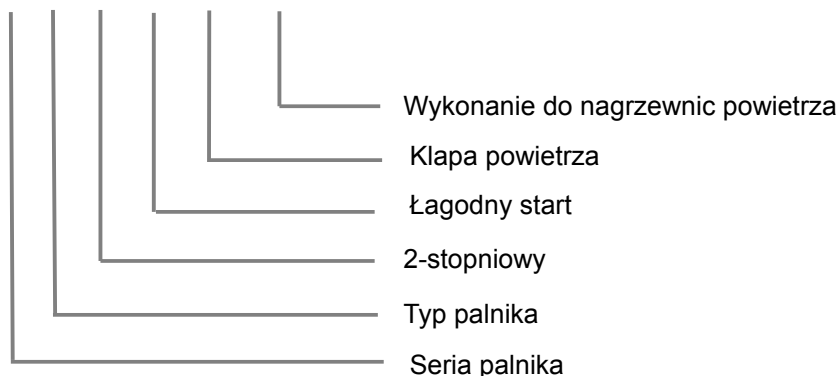 Wykonanie do nagrzewnic powietrza
Klapa powietrza
Łagodny start
2-stopniowy
Typ palnika
Seria palnika